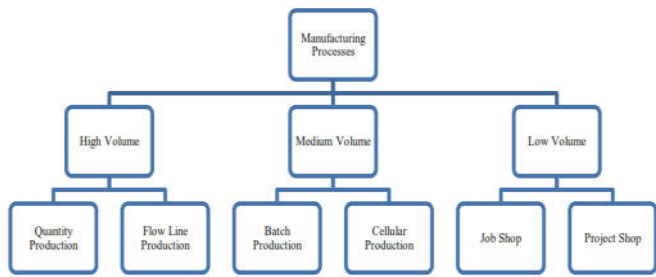 Manufacturing
Processes
High Volume
Medium Volume
Low Volume
Quantity
Production
Flow Line
Production
Batch
Production
Cellular
Production
Job Shop
Project Shop